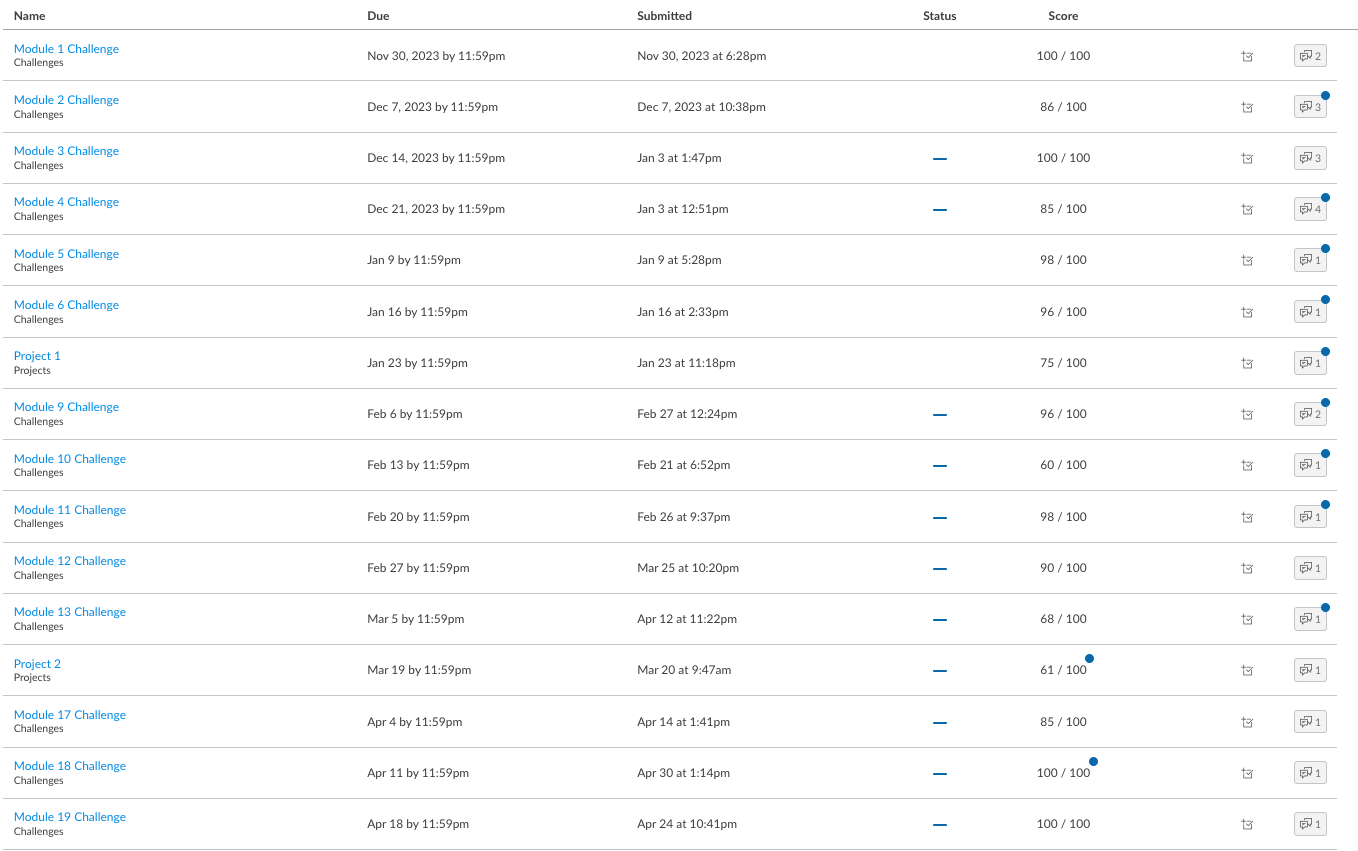 Name Due Submitted Status Score
Module 1 Challenge
Challenges
Nov 30, 2023 by 11:59pm Nov 30, 2023 at 6:28pm 100 / 100 2
Module 2 Challenge
Challenges
Dec 7, 2023 by 11:59pm Dec 7, 2023 at 10:38pm 86 / 100 3
Module 3 Challenge
Challenges
Dec 14, 2023 by 11:59pm Jan 3 at 1:47pm 100 / 100 3
Module 4 Challenge
Challenges
Dec 21, 2023 by 11:59pm Jan 3 at 12:51pm 85 / 100 4
Module 5 Challenge
Challenges
Jan 9 by 11:59pm Jan 9 at 5:28pm 98 / 100 1
Module 6 Challenge
Challenges
Jan 16 by 11:59pm Jan 16 at 2:33pm 96 / 100 1
Project 1
Projects
Jan 23 by 11:59pm Jan 23 at 11:18pm 75 / 100 1
Module 9 Challenge
Challenges
Feb 6 by 11:59pm Feb 27 at 12:24pm 96 / 100 2
Module 10 Challenge
Challenges
Feb 13 by 11:59pm Feb 21 at 6:52pm 60 / 100 1
Module 11 Challenge
Challenges
Feb 20 by 11:59pm Feb 26 at 9:37pm 98 / 100 1
Module 12 Challenge
Challenges
Feb 27 by 11:59pm Mar 25 at 10:20pm 90 / 100 1
Module 13 Challenge
Challenges
Mar 5 by 11:59pm Apr 12 at 11:22pm 68 / 100 1
Project 2
Projects
Mar 19 by 11:59pm Mar 20 at 9:47am 61 / 100 1
Module 17 Challenge
Challenges
Apr 4 by 11:59pm Apr 14 at 1:41pm 85 / 100 1
Module 18 Challenge
Challenges
Apr 11 by 11:59pm Apr 30 at 1:14pm 100 / 100 1
Module 19 Challenge
Challenges
Apr 18 by 11:59pm Apr 24 at 10:41pm 100 / 100 1